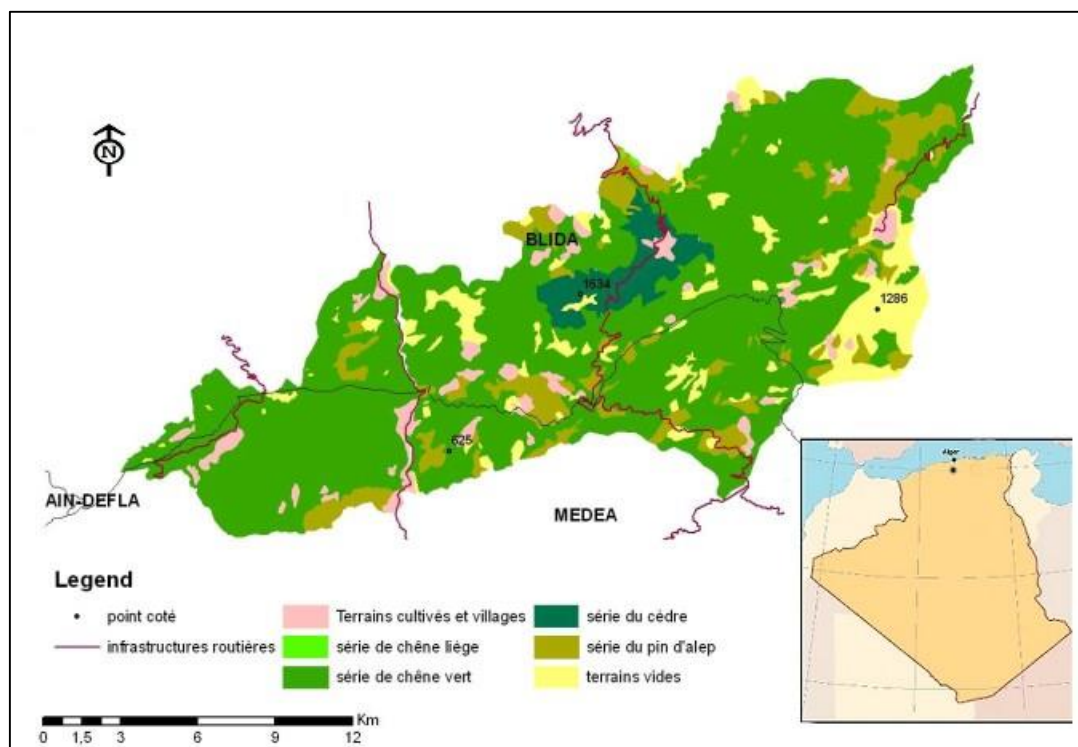 N
BLIDA
1634
1286
625
AIN-DEFLA
MEDEA
Alger
Legend
point coté
infrastructures routières
Terrains cultivés et villages
série de chêne liège
série de chêne vert
série du cèdre
série du pin d'alep
terrains vides
Km
0 1,5 3 6 9 12